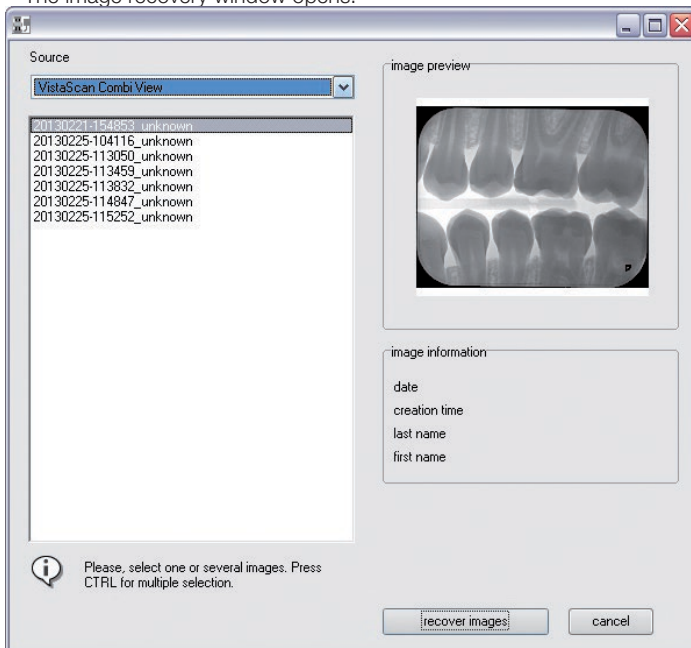 The image recovery window opens.
Source
VistaScan Combi View
20130221-154853_unknown
20130225-104116_unknown
20130225-113050_unknown
20130225-113459_unknown
20130225-113832_unknown
20130225-114847_unknown
20130225-115252_unknown
Please, select one or several images. Press
CTRL for multiple selection.
image preview
image information
date
creation time
last name
first name
recover images
cancel